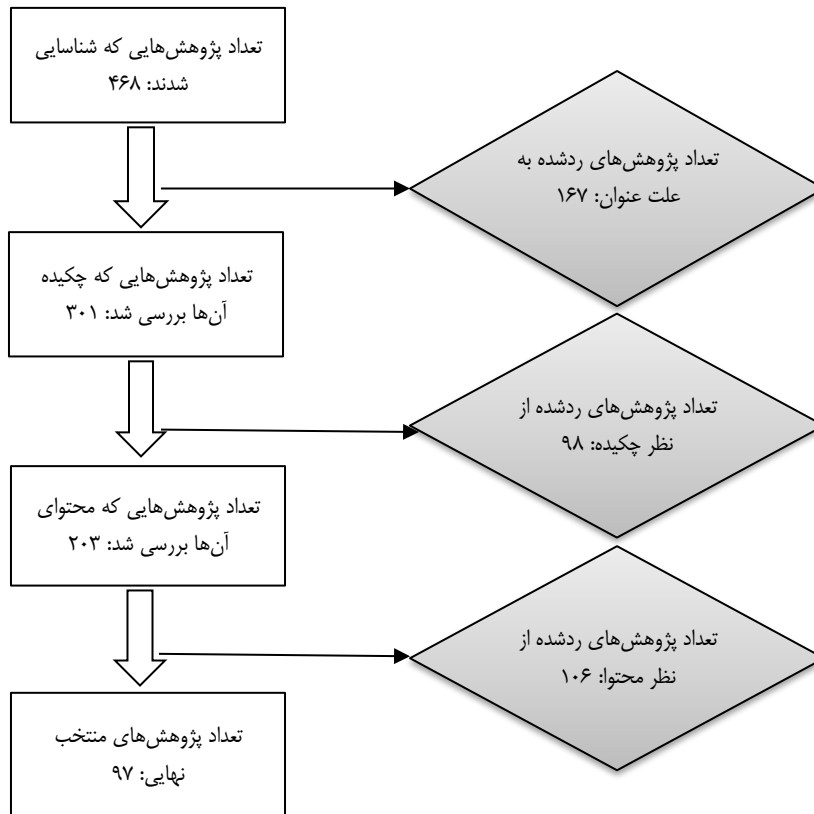 تعداد پژوهش‌هایی که شناسایی
شدند: ۴۶۸
تعداد پژوهش‌های ردشده به
علت عنوان: ۱۶۷
تعداد پژوهش‌هایی که چکیده
آن‌ها بررسی شد: ۳۰۱
تعداد پژوهش‌های ردشده از
نظر چکیده: ۹۸
تعداد پژوهش‌هایی که محتوای
آن‌ها بررسی شد: ۲۰۳
تعداد پژوهش‌های ردشده از
نظر محتوا: ۱۰۶
تعداد پژوهش‌های منتخب
نهایی: ۹۷